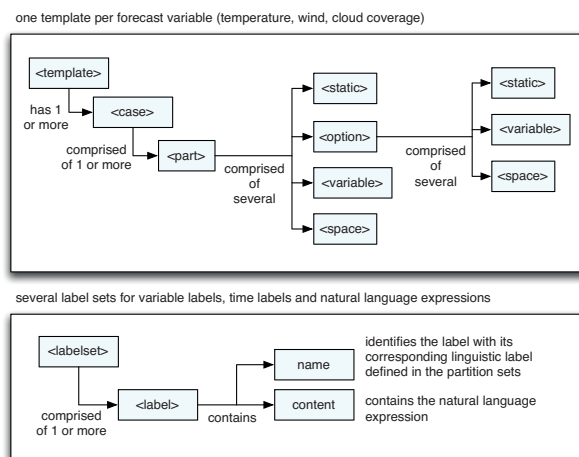 one template per forecast variable (temperature, wind, cloud coverage)
<template>
has 1
or more
<case>
comprised
of 1 or more
<part>
comprised
of
several
<static>
<option>
<variable>
<space>
comprised
of
several
<static>
<variable>
<space>
several label sets for variable labels, time labels and natural language expressions
<labelset>
comprised
of 1 or more
<label>
contains
name
identifies the label with its
corresponding linguistic label
defined in the partition sets
content
contains the natural language
expression